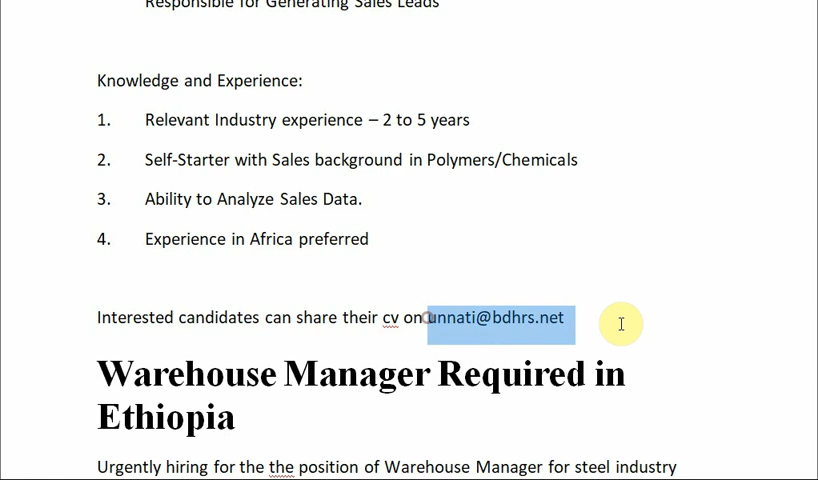 Responsible for Generating Sales Leads
Knowledge and Experience:
1. Relevant Industry experience – 2 to 5 years
2. Self-Starter with Sales background in Polymers/Chemicals
3. Ability to Analyze Sales Data.
4. Experience in Africa preferred
Interested candidates can share their cv on unnati@bdhrs.net
Warehouse Manager Required in
Ethiopia
Urgently hiring for the the position of Warehouse Manager for steel industry